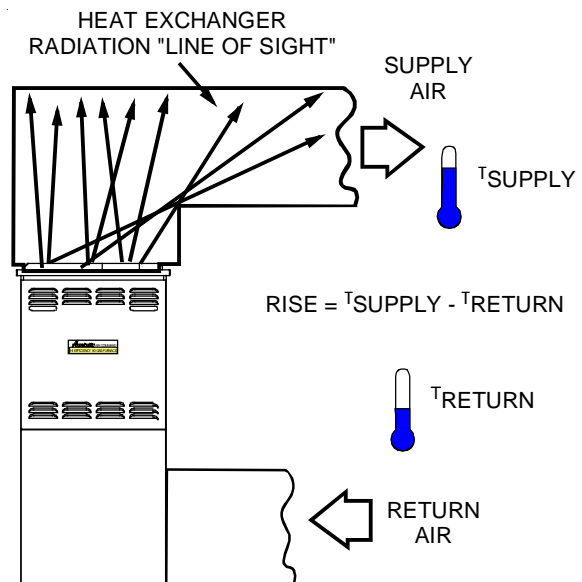 HEAT EXCHANGER
RADIATION "LINE OF SIGHT"
SUPPLY
AIR
TSUPPLY
RISE = TSUPPLY - TRETURN
TRETURN
RETURN
AIR